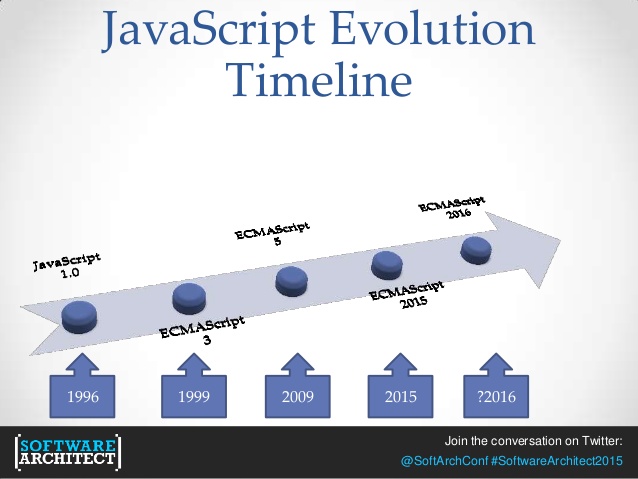 JavaScript Evolution
Timeline
JavaScript
1.0
ECMAScript
3
ECMAScript
5
ECMAScript
2015
ECMAScript
2016
1996
1999
2009
2015
?2016
[SOFTWARE
ARCHITECT]
Join the conversation on Twitter:
@SoftArchConf #SoftwareArchitect2015